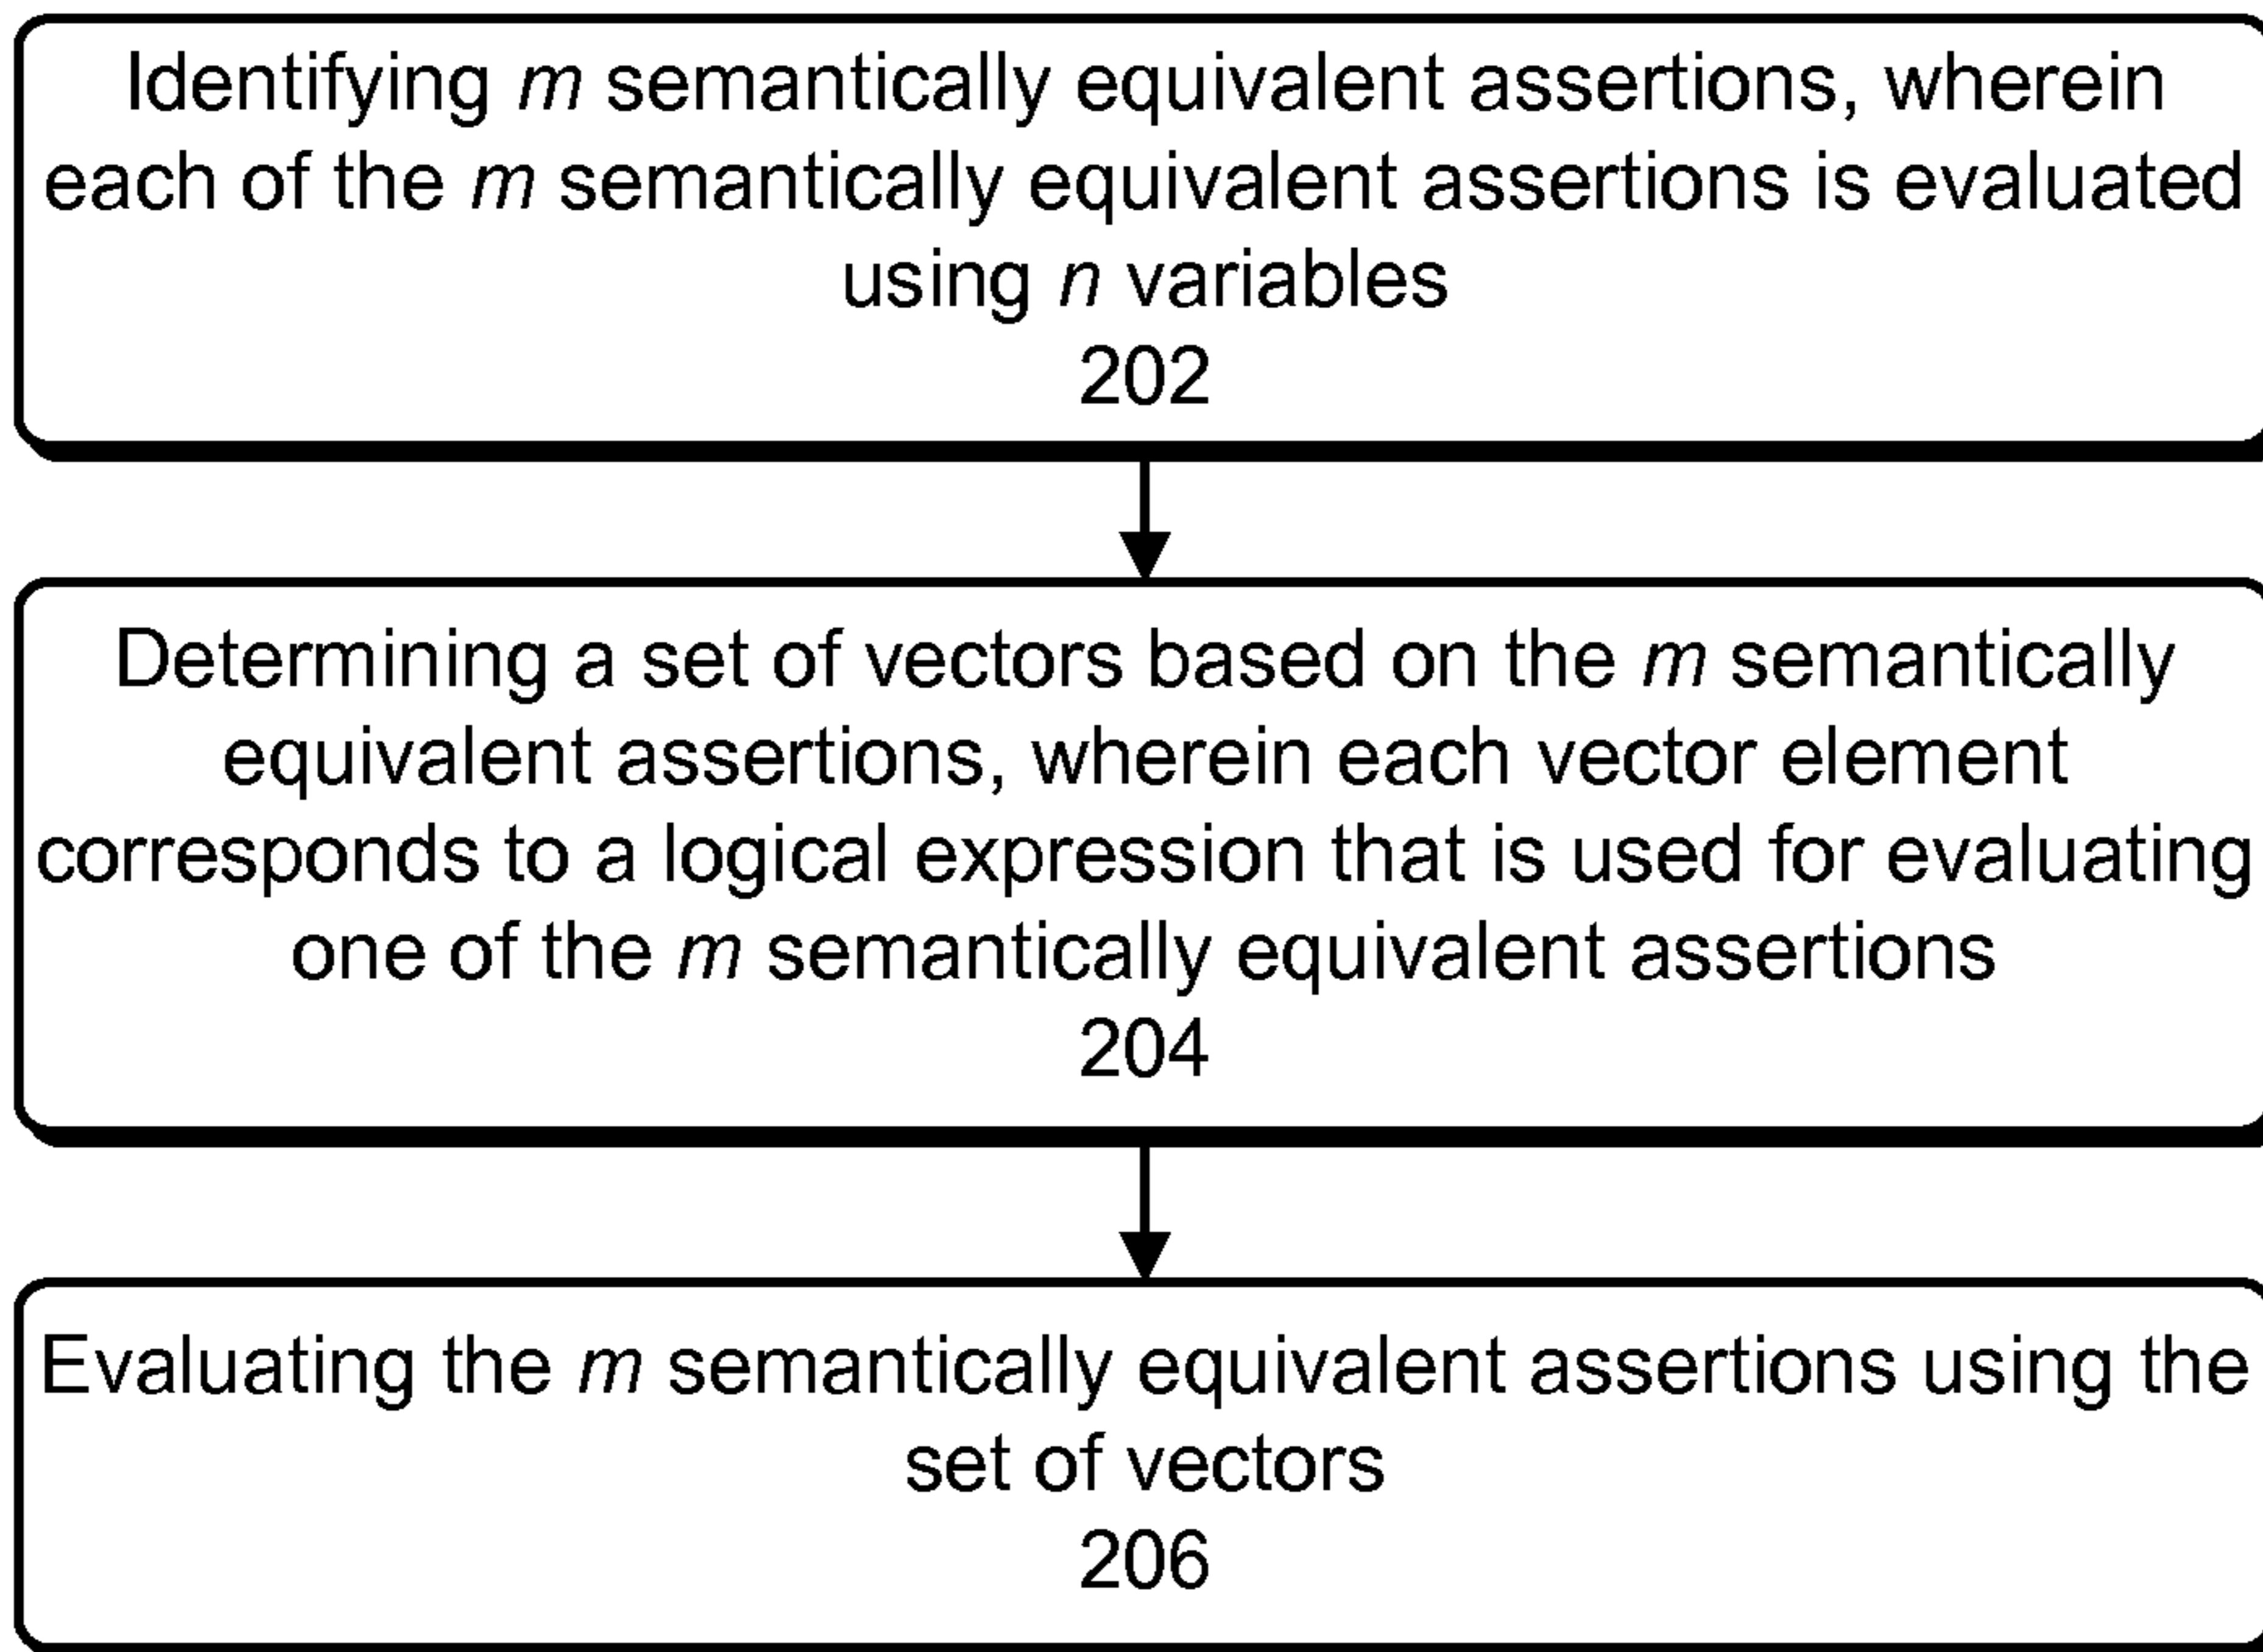 Identifying m semantically equivalent assertions, wherein
each of the m semantically equivalent assertions is evaluated
using n variables
202
Determining a set of vectors based on the m semantically
equivalent assertions, wherein each vector element
corresponds to a logical expression that is used for evaluating
one of the m semantically equivalent assertions
204
Evaluating the m semantically equivalent assertions using the
set of vectors
206